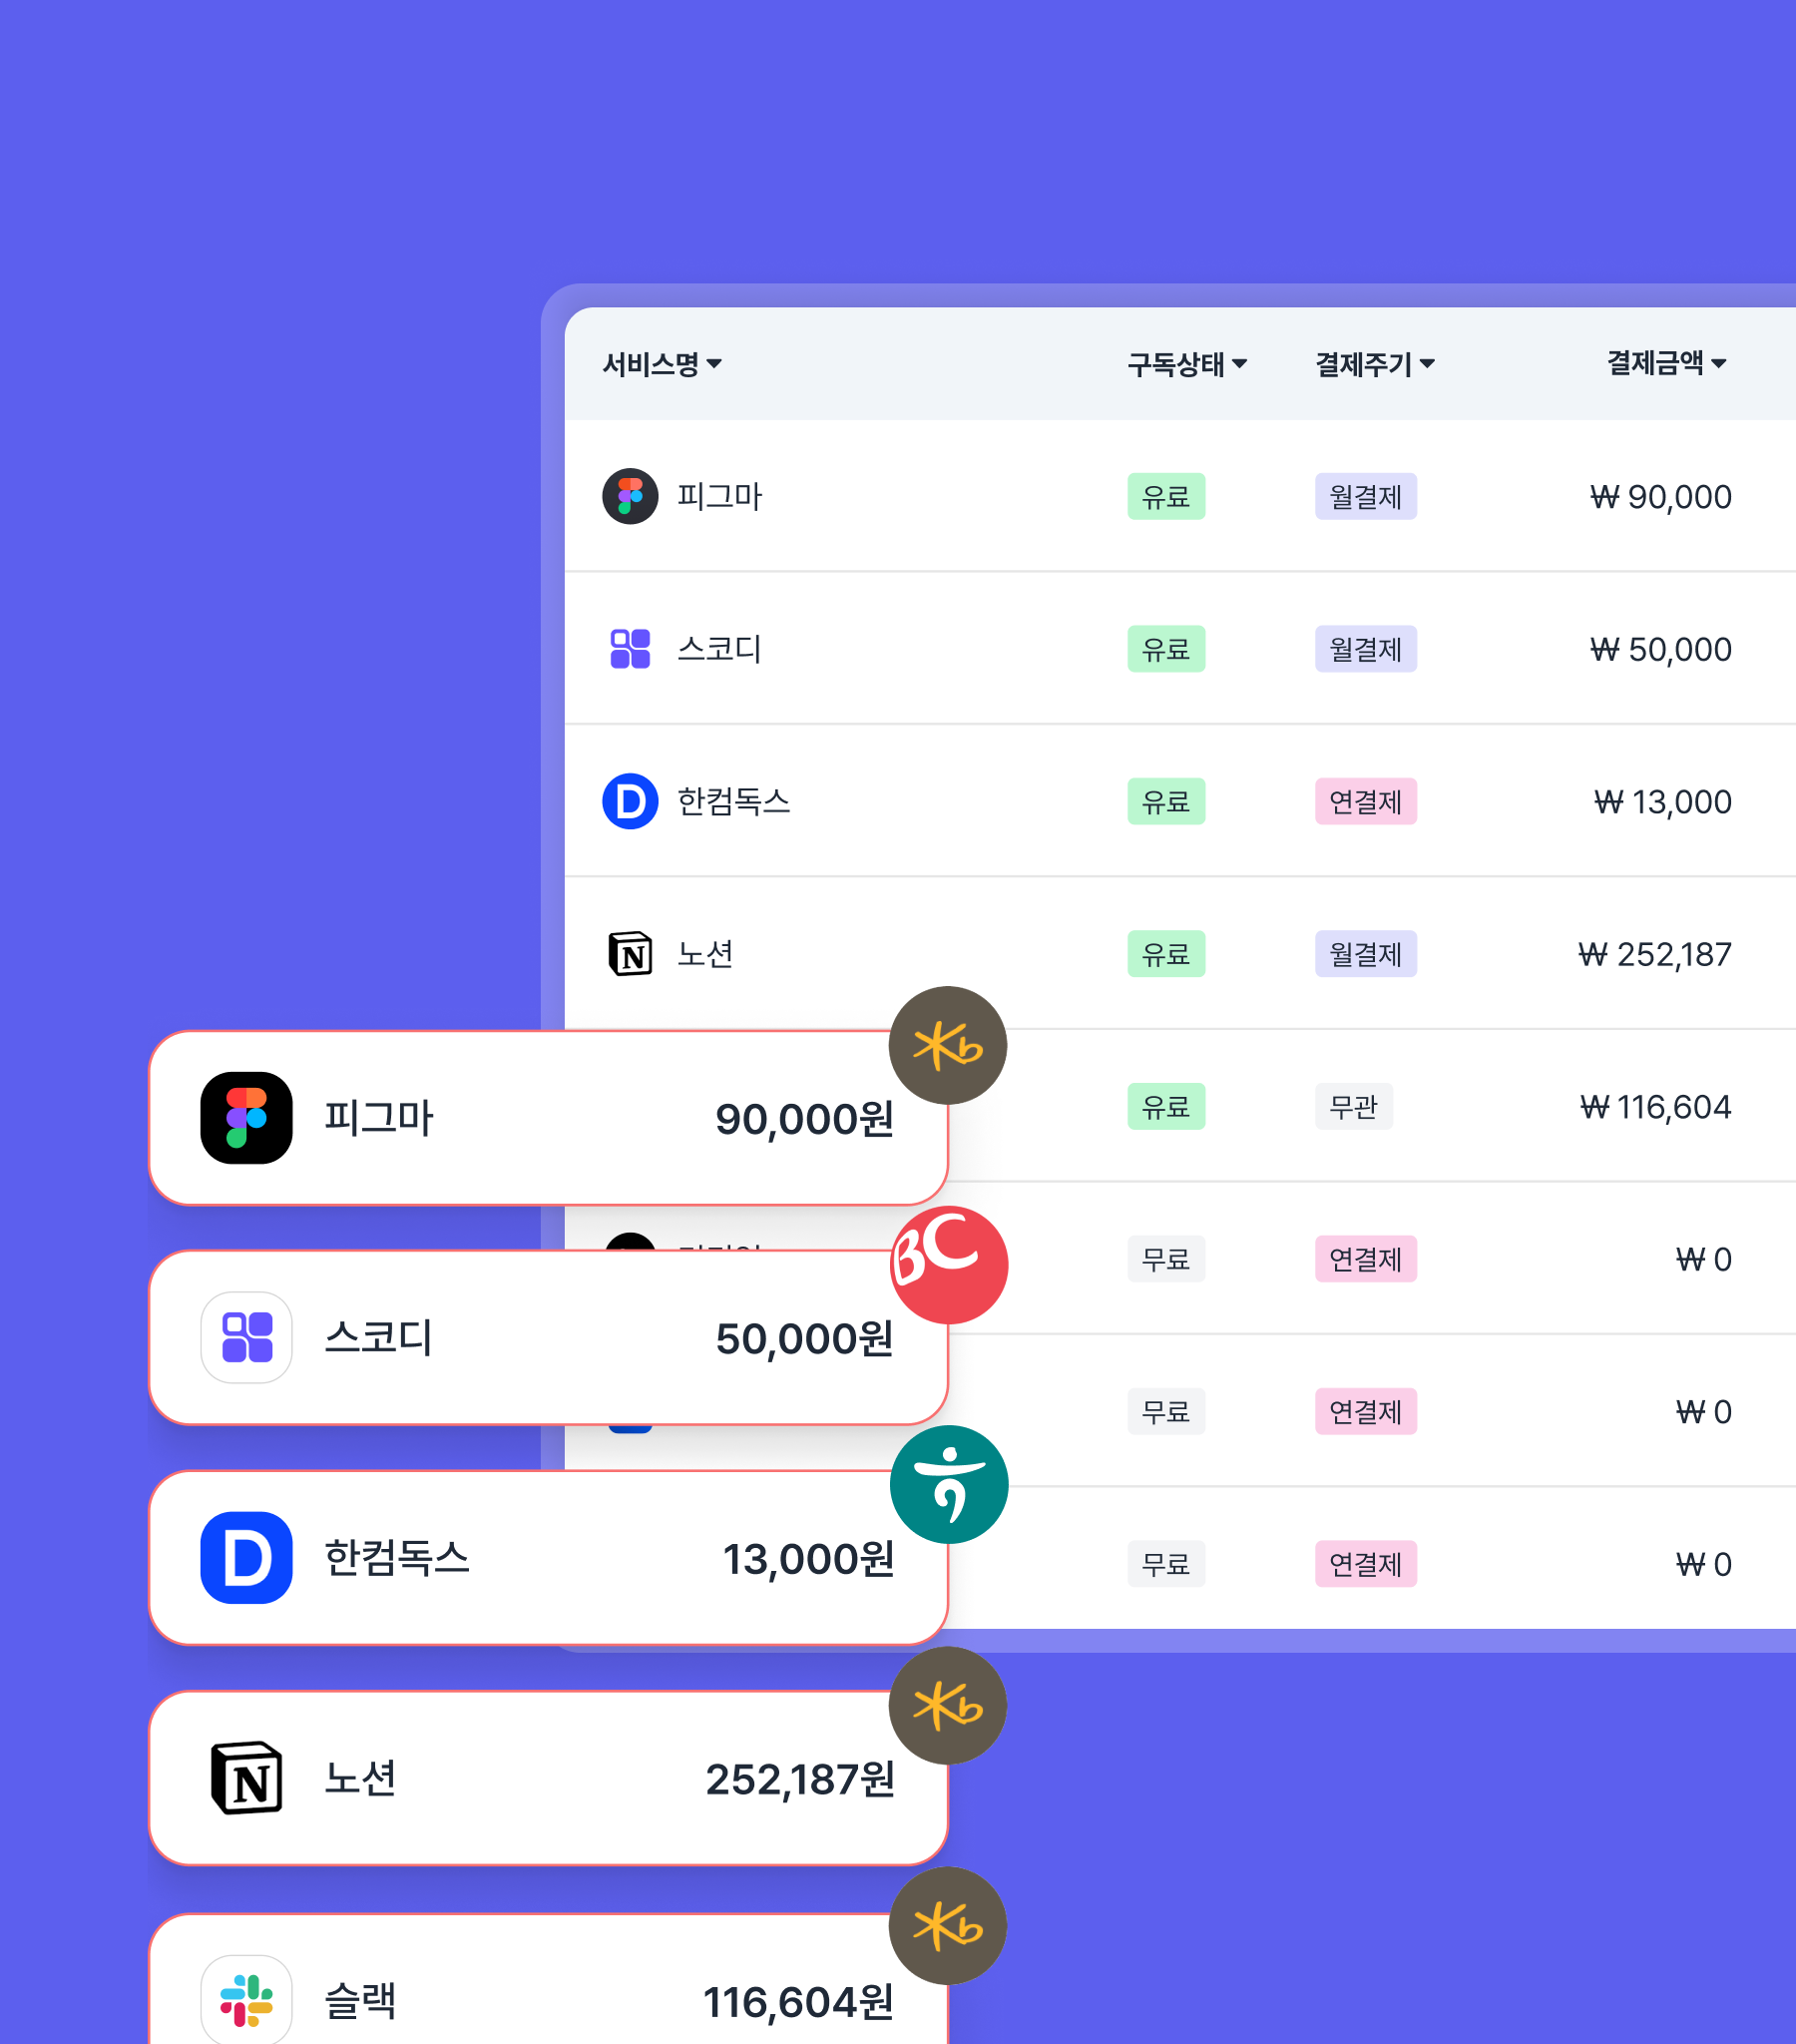 서비스명 구독상태 결제주기 결제금액
피그마 유료 월결제 ₩ 90,000
스코디 유료 월결제 ₩ 50,000
D 한컴독스 유료 연결제 ₩ 13,000
N 노션 유료 월결제 ₩ 252,187
유료 무관 ₩ 116,604
무료 연결제 ₩ 0
무료 연결제 ₩ 0
무료 연결제 ₩ 0
b
피그마 90,000원
BC
스코디 50,000원
D 한컴독스 13,000원
b
N 노션 252,187원
b
슬랙 116,604원